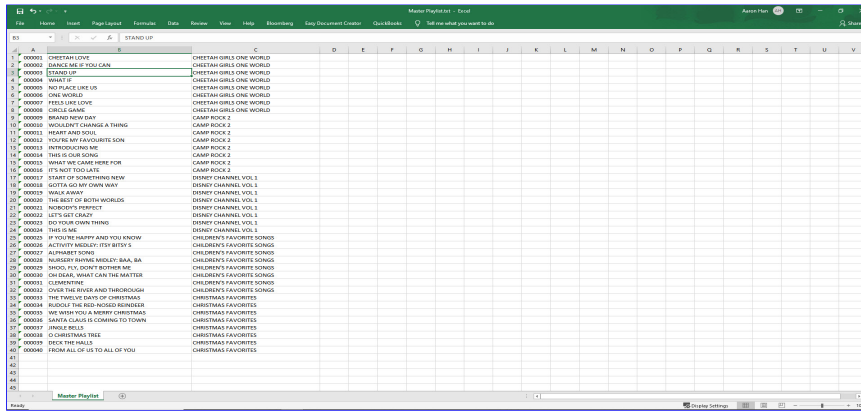 Master Playlist.txt - Excel
Aaron Han AH
File Home Insert Page Layout Formulas Data Review View Help Bloomberg Easy Document Creator QuickBooks Tell me what you want to do Share
B3 fx STAND UP
A B C D E F G H I J K L M N O P Q R S T U V
1 000001 CHEETAH LOVE CHEETAH GIRLS ONE WORLD
2 000002 DANCE ME IF YOU CAN CHEETAH GIRLS ONE WORLD
3 000003 STAND UP CHEETAH GIRLS ONE WORLD
4 000004 WHAT IF CHEETAH GIRLS ONE WORLD
5 000005 NO PLACE LIKE US CHEETAH GIRLS ONE WORLD
6 000006 ONE WORLD CHEETAH GIRLS ONE WORLD
7 000007 FEELS LIKE LOVE CHEETAH GIRLS ONE WORLD
8 000008 CIRCLE GAME CHEETAH GIRLS ONE WORLD
9 000009 BRAND NEW DAY CAMP ROCK 2
10 000010 WOULDN'T CHANGE A THING CAMP ROCK 2
11 000011 HEART AND SOUL CAMP ROCK 2
12 000012 YOU'RE MY FAVOURITE SON CAMP ROCK 2
13 000013 INTRODUCING ME CAMP ROCK 2
14 000014 THIS IS OUR SONG CAMP ROCK 2
15 000015 WHAT WE CAME HERE FOR CAMP ROCK 2
16 000016 IT'S NOT TOO LATE CAMP ROCK 2
17 000017 START OF SOMETHING NEW DISNEY CHANNEL VOL 1
18 000018 GOTTA GO MY OWN WAY DISNEY CHANNEL VOL 1
19 000019 WALK AWAY DISNEY CHANNEL VOL 1
20 000020 THE BEST OF BOTH WORLDS DISNEY CHANNEL VOL 1
21 000021 NOBODY'S PERFECT DISNEY CHANNEL VOL 1
22 000022 LET'S GET CRAZY DISNEY CHANNEL VOL 1
23 000023 DO YOUR OWN THING DISNEY CHANNEL VOL 1
24 000024 THIS IS ME DISNEY CHANNEL VOL 1
25 000025 IF YOU'RE HAPPY AND YOU KNOW CHILDREN'S FAVORITE SONGS
26 000026 ACTIVITY MEDLEY: ITSY BITSY S CHILDREN'S FAVORITE SONGS
27 000027 ALPHABET SONG CHILDREN'S FAVORITE SONGS
28 000028 NURSERY RHYME MEDLEY: BAA, BA CHILDREN'S FAVORITE SONGS
29 000029 SHOO, FLY, DON'T BOTHER ME CHILDREN'S FAVORITE SONGS
30 000030 OH DEAR, WHAT CAN THE MATTER CHILDREN'S FAVORITE SONGS
31 000031 CLEMENTINE CHILDREN'S FAVORITE SONGS
32 000032 OVER THE RIVER AND THROROUGH CHILDREN'S FAVORITE SONGS
33 000033 THE TWELVE DAYS OF CHRISTMAS CHRISTMAS FAVORITES
34 000034 RUDOLF THE RED-NOSED REINDEER CHRISTMAS FAVORITES
35 000035 WE WISH YOU A MERRY CHRISTMAS CHRISTMAS FAVORITES
36 000036 SANTA CLAUS IS COMING TO TOWN CHRISTMAS FAVORITES
37 000037 JINGLE BELLS CHRISTMAS FAVORITES
38 000038 O CHRISTMAS TREE CHRISTMAS FAVORITES
39 000039 DECK THE HALLS CHRISTMAS FAVORITES
40 000040 FROM ALL OF US TO ALL OF YOU CHRISTMAS FAVORITES
41
42
43
44
45
Master Playlist
Ready Display Settings